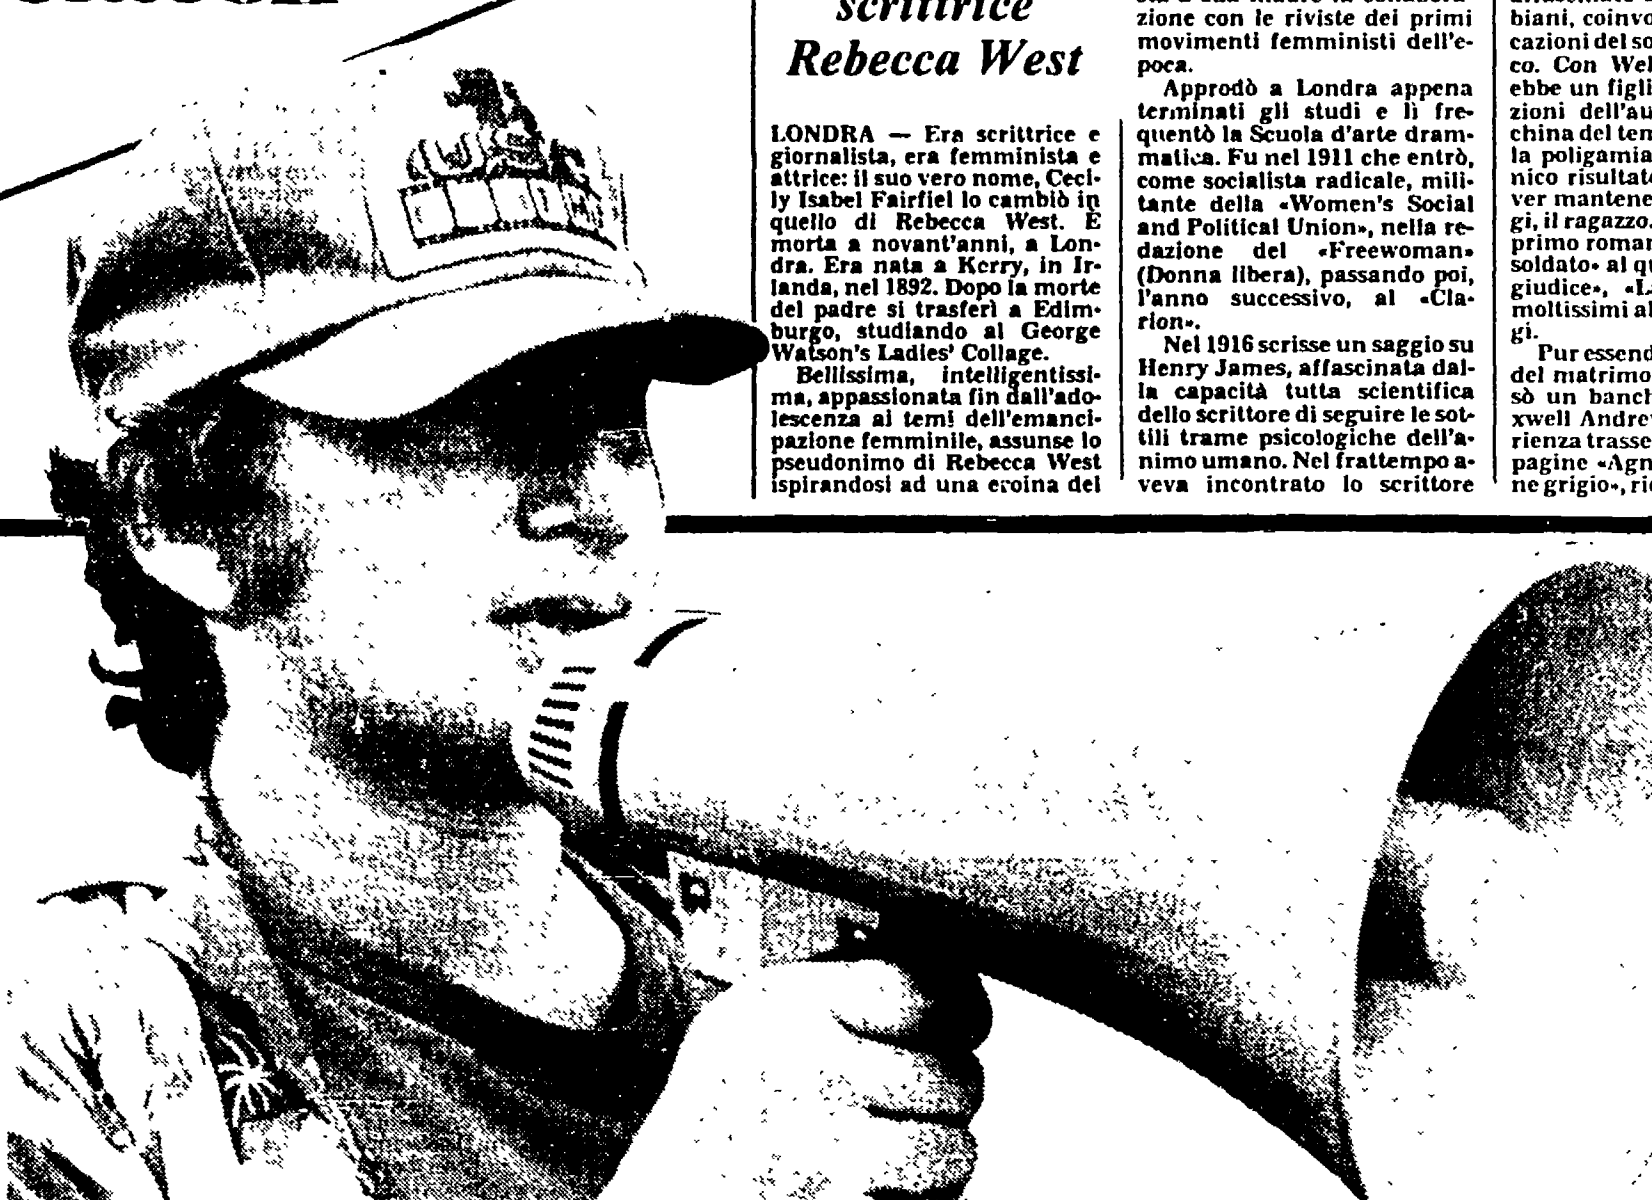 scrittrice
Rebecca West
LONDRA — Era scrittrice e
giornalista, era femminista e
attrice: il suo vero nome, Ceci-
ly Isabel Fairfiel lo cambiò in
quello di Rebecca West. È
morta a novant'anni, a Lon-
dra. Era nata a Kerry, in Ir-
landa, nel 1892. Dopo la morte
del padre si trasferì a Edim-
burgo, studiando al George
Watson's Ladies' Collage.
Bellissima, intelligentissi-
ma, appassionata fin dall'ado-
lescenza ai temi dell'emanci-
pazione femminile, assunse lo
pseudonimo di Rebecca West
ispirandosi ad una eroina del
zione con le riviste dei primi
movimenti femministi dell'e-
poca.
Approdò a Londra appena
terminati gli studi e lì fre-
quentò la Scuola d'arte dram-
matica. Fu nel 1911 che entrò,
come socialista radicale, mili-
tante della «Women's Social
and Political Union», nella re-
dazione del «Freewoman»
(Donna libera), passando poi,
l'anno successivo, al «Cla-
rion».
Nel 1916 scrisse un saggio su
Henry James, affascinata dal-
la capacità tutta scientifica
dello scrittore di seguire le sot-
tili trame psicologiche dell'a-
nimo umano. Nel frattempo a-
veva incontrato lo scrittore
biani, coinvo
cazioni del so
co. Con Wel
ebbe un figli
zioni dell'au
china del tem
la poligamia
nico risultato
ver mantene
gi, il ragazzo.
primo roman
soldato» al qu
giudice», «L
moltissimi al
gi.
Pur essend
del matrimo
sò un banch
xwell Andre
rienza trasse
pagine «Agn
ne grigio», ri